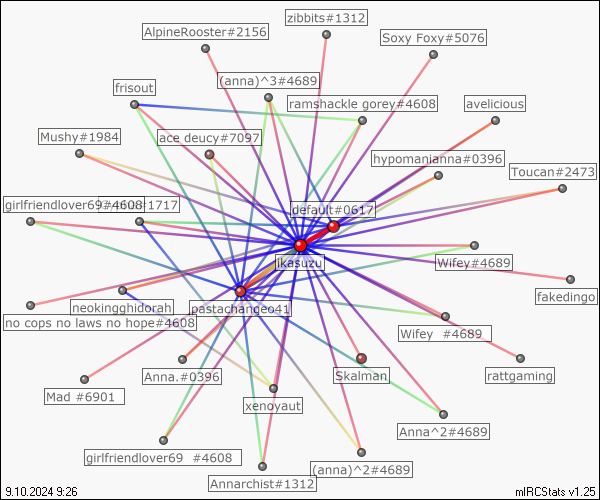 zibbits#1312
AlpineRooster#2156
Soxy Foxy#5076
(anna)^3#4689
frisout
ramshackle gorey#4608
avelicious
Mushy#1984
ace deucy#7097
hypomanianna#0396
Toucan#2473
girlfriendlover69 #4608
1717
default#0617
jkasuzu
Wifey#4689
neokingghidorah
pastachangeo41
fakedingo
no cops no laws no hope#4608
Wifey #4689
Anna.#0396
Skalman
rattgaming
Mad #6901
xenoyaut
Anna^2#4689
girlfriendlover69 #4608
(anna)^2#4689
Annarchist#1312
9.10.2024 9:26
mIRCStats v1.25